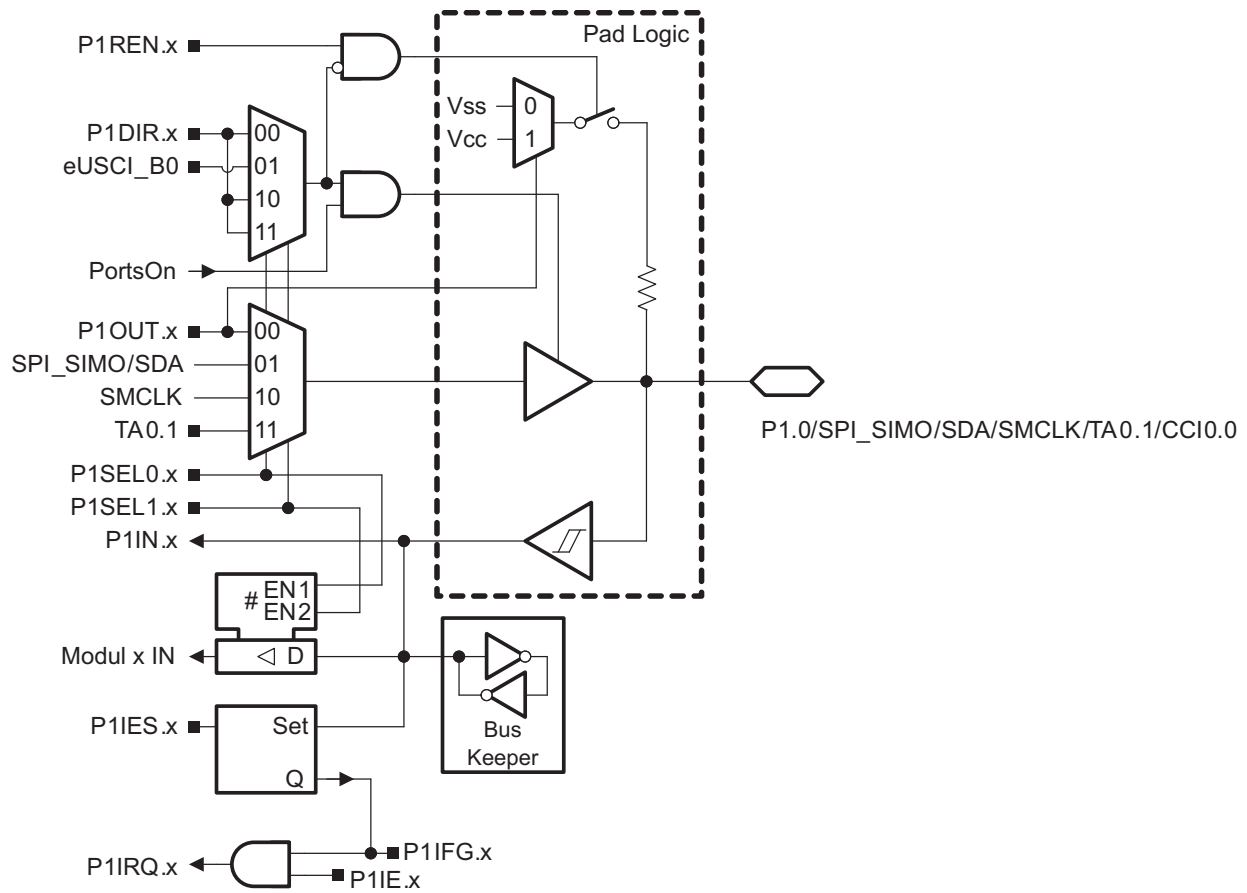 Pad Logic
P1REN.x
Vss
0
Vcc
1
P1DIR.x
00
eUSCI_B0
01
10
11
PortsOn
P1OUT.x
00
SPI_SIMO/SDA
01
SMCLK
10
TA0.1
11
P1.0/SPI_SIMO/SDA/SMCLK/TA0.1/CCI0.0
P1SEL0.x
P1SEL1.x
P1IN.x
# EN1
EN2
Modul x IN
D
P1IES.x
Set
Q
Bus
Keeper
P1IRQ.x
P1IFG.x
P1IE.x